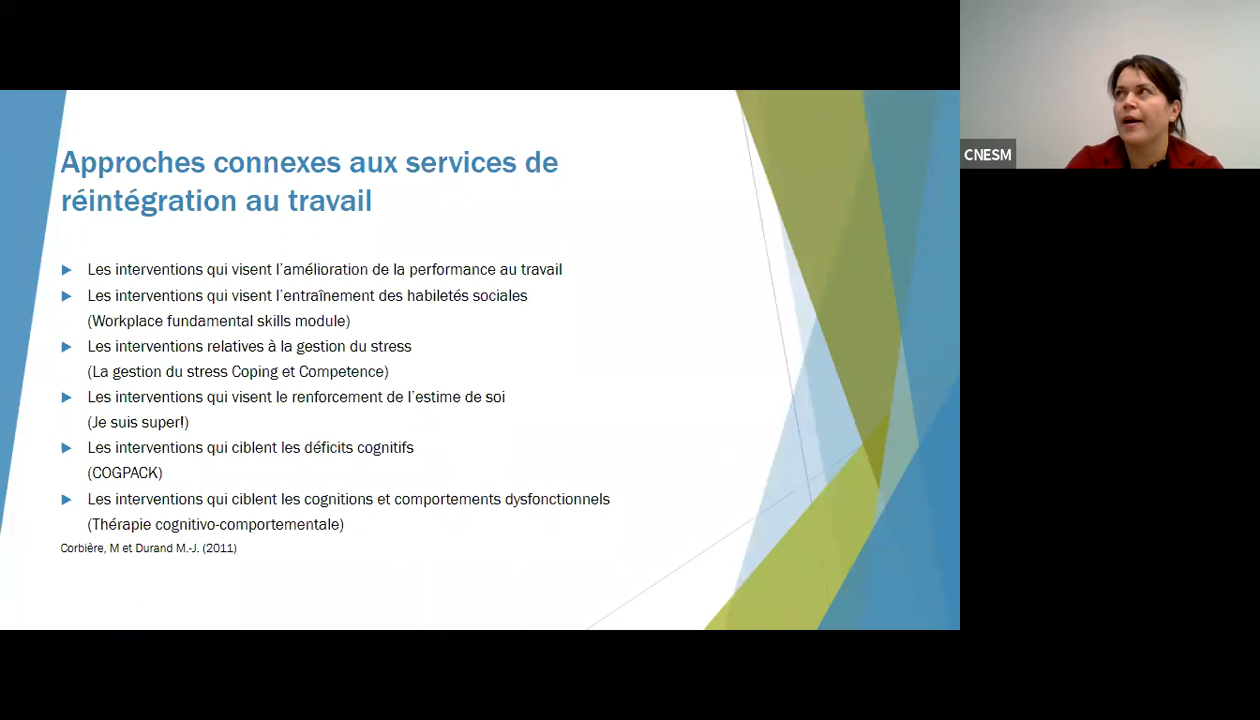 Approches connexes aux services de
réintégration au travail
Les interventions qui visent l'amélioration de la performance au travail
Les interventions qui visent l'entraînement des habiletés sociales
(Workplace fundamental skills module)
Les interventions relatives à la gestion du stress
(La gestion du stress Coping et Competence)
Les interventions qui visent le renforcement de l'estime de soi
(Je suis super!)
Les interventions qui ciblent les déficits cognitifs
(COGPACK)
Les interventions qui ciblent les cognitions et comportements dysfonctionnels
(Thérapie cognitivo-comportementale)
Corbière, M et Durand M.-J. (2011)
CNESM